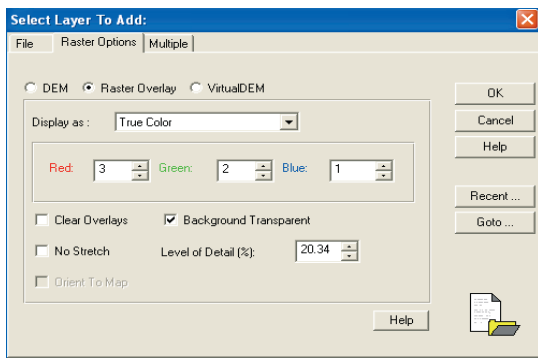 Select Layer To Add:
File Raster Options Multiple
DEM Raster Overlay VirtualDEM
OK
Display as : True Color
Cancel
Help
Red: 3 Green: 2 Blue: 1
Recent ...
Clear Overlays Background Transparent
Goto ...
No Stretch Level of Detail (%): 20.34
Orient To Map
Help